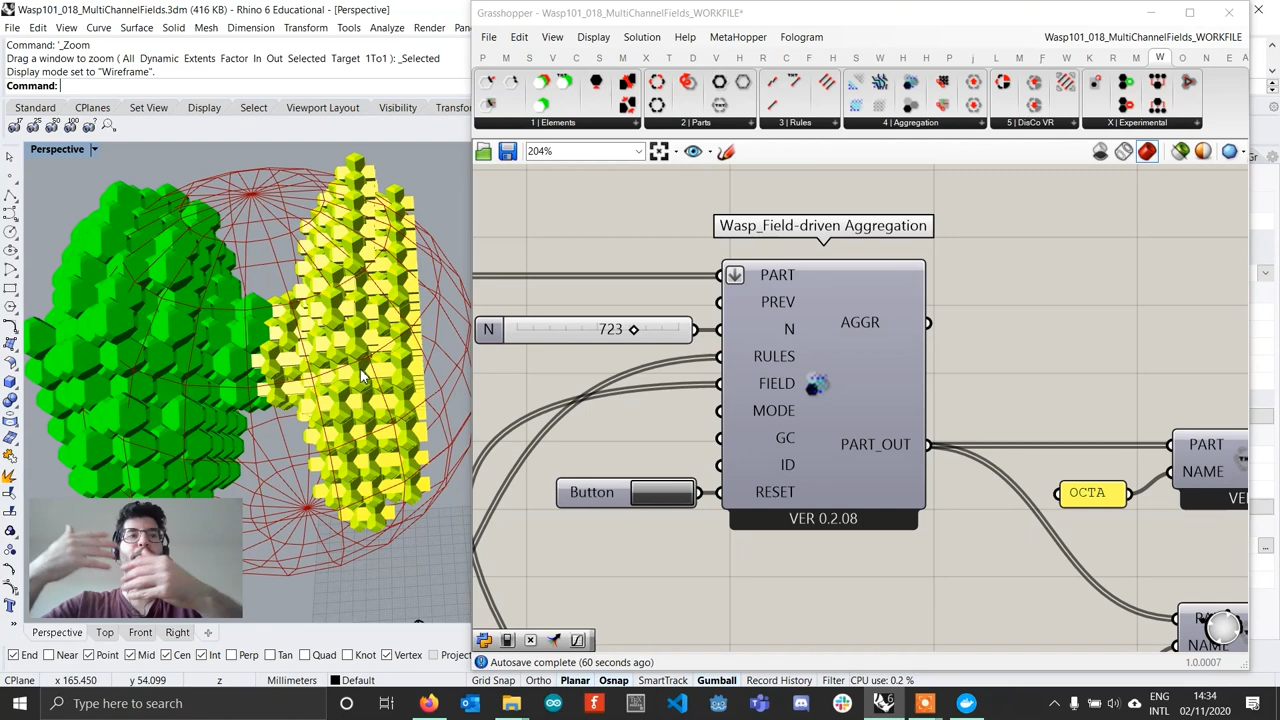 Wasp101_018_MultiChannelFields.3dm (416 KB) - Rhino 6 Educational - [Perspective]
File Edit View Curve Surface Solid Mesh Dimension Transform Tools Analyze Render
Command: '_Zoom
Drag a window to zoom ( All Dynamic Extents Factor In Out Selected Target 1To1 ): _Selected
Display mode set to "Wireframe".
Command:
Standard CPlanes Set View Display Select Viewport Layout Visibility Transfor
Perspective
Grasshopper - Wasp101_018_MultiChannelFields_WORKFILE*
File Edit View Display Solution Help MetaHopper Fologram
Wasp101_018_MultiChannelFields_WORKFILE
1 | Elements 2 | Parts 3 | Rules 4 | Aggregation 5 | DisCo VR X | Experimental
204%
Wasp_Field-driven Aggregation
PART
PREV
N
RULES
FIELD
MODE
GC
ID
RESET
AGGR
PART_OUT
VER 0.2.08
N 723
Button
OCTA
PART
NAME
VER
NAME
Autosave complete (60 seconds ago)
1.0.0007
Perspective Top Front Right
End Near Point Mid Cen Int Perp Tan Quad Knot Vertex Project
CPlane x 165.450 y 54.099 z Millimeters Default Grid Snap Ortho Planar Osnap SmartTrack Gumball Record History Filter CPU use: 0.2 %
Type here to search
ENG
INTL
14:34
02/11/2020